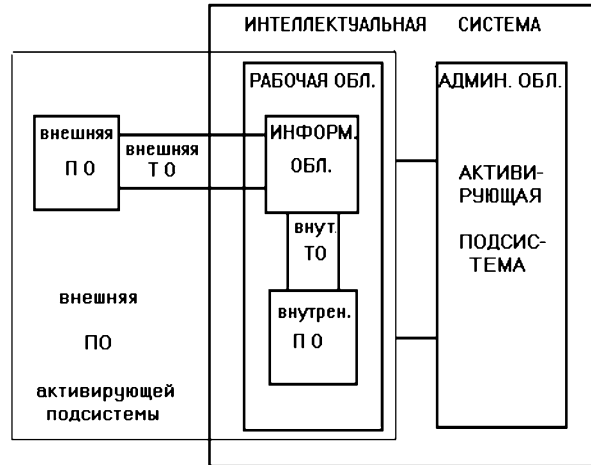 ИНТЕЛЛЕКТУАЛЬНАЯ СИСТЕМА
РАБОЧАЯ ОБЛ.
АДМИН. ОБЛ.
внешняя
П О
внешняя
Т О
ИНФОРМ.
ОБЛ.
АКТИВИ-
РУЮЩАЯ
ПОДСИС-
ТЕМА
внут.
ТО
внутрен.
П О
внешняя
ПО
активирующей
подсистемы